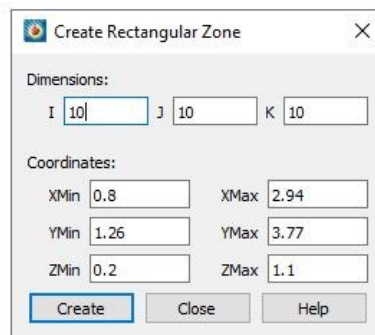 Create Rectangular Zone
Dimensions:
I 10 J 10 K 10
Coordinates:
XMin 0.8 XMax 2.94
YMin 1.26 YMax 3.77
ZMin 0.2 ZMax 1.1
Create Close Help